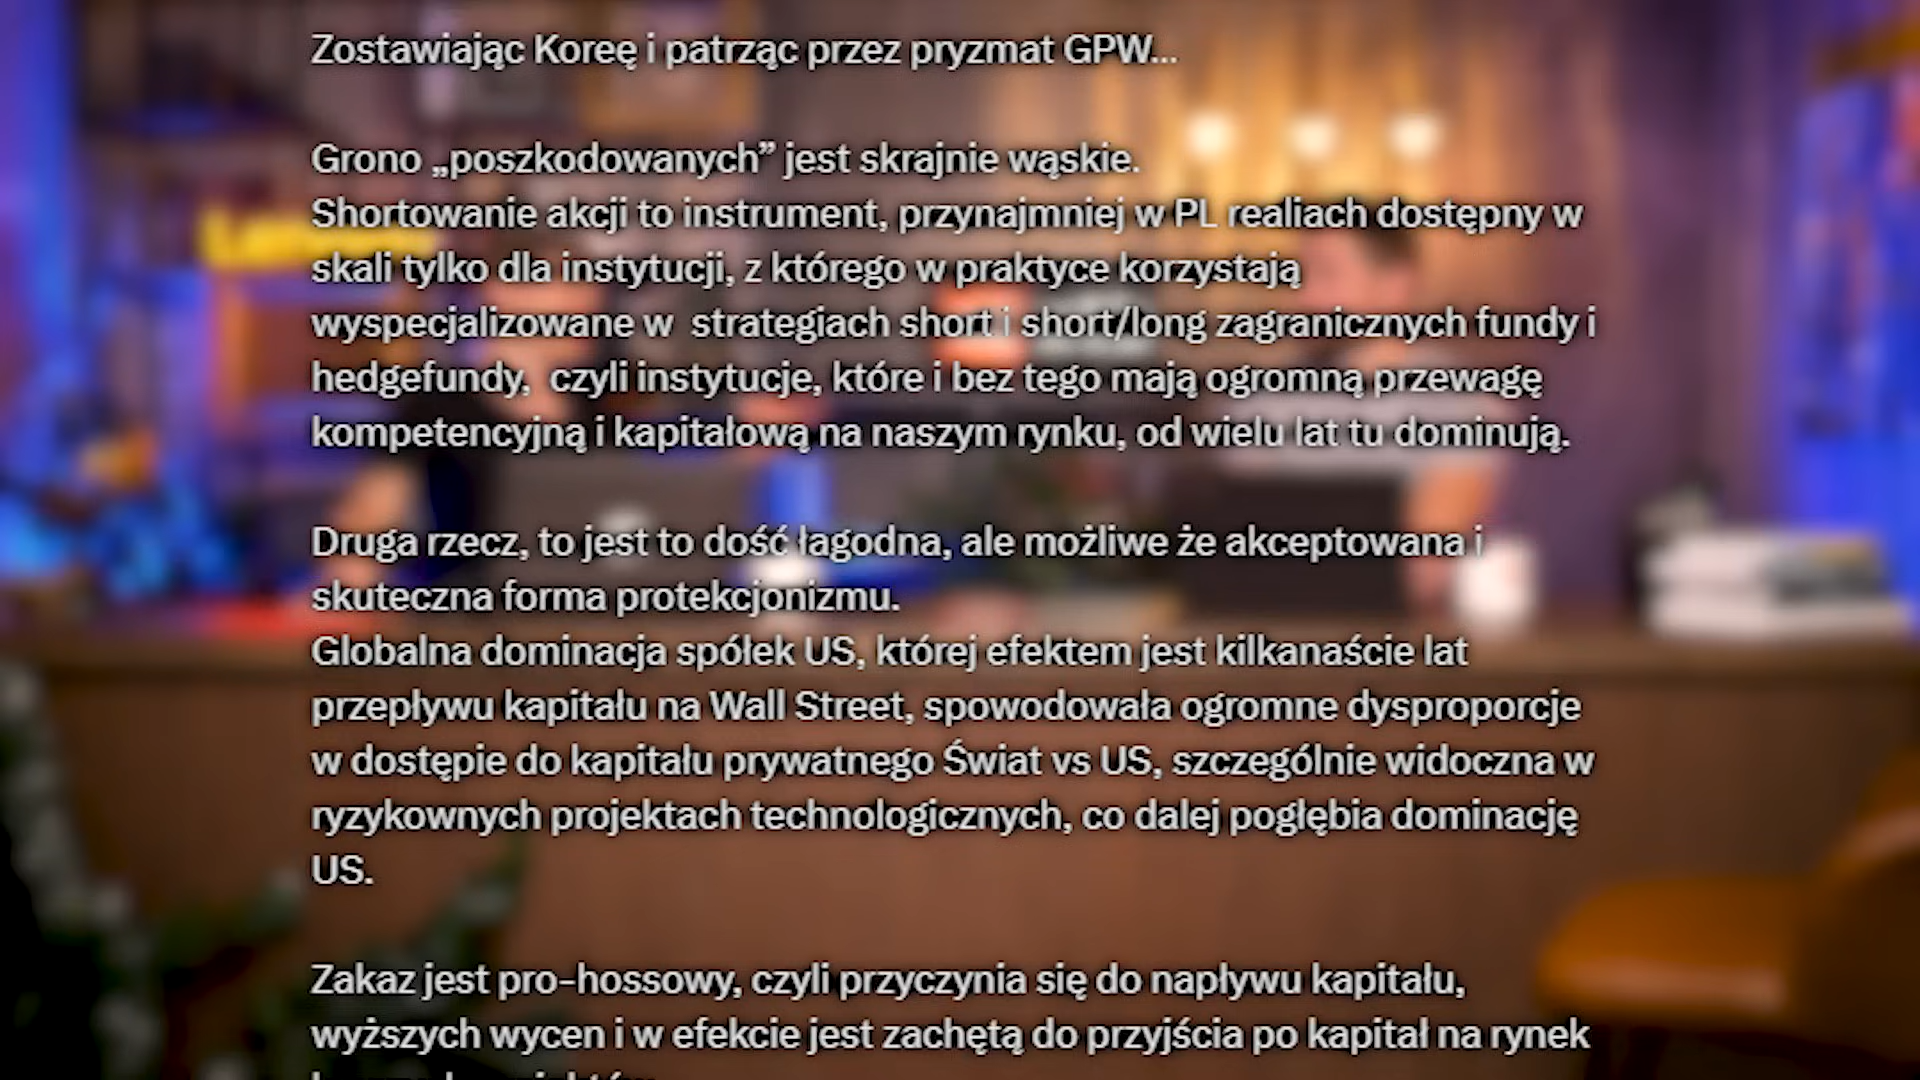 Zostawiając Koreę i patrząc przez pryzmat GPW...
Grono „poszkodowanych” jest skrajnie wąskie.
Shortowanie akcji to instrument, przynajmniej w PL realiach dostępny w
skali tylko dla instytucji, z którego w praktyce korzystają
wyspecjalizowane w  strategiach short i short/long zagranicznych fundy i
hedgefundy,  czyli instytucje, które i bez tego mają ogromną przewagę
kompetencyjną i kapitałową na naszym rynku, od wielu lat tu dominują.
Druga rzecz, to jest to dość łagodna, ale możliwe że akceptowana i
skuteczna forma protekcjonizmu.
Globalna dominacja spółek US, której efektem jest kilkanaście lat
przepływu kapitału na Wall Street, spowodowała ogromne dysproporcje
w dostępie do kapitału prywatnego Świat vs US, szczególnie widoczna w
ryzykownych projektach technologicznych, co dalej pogłębia dominację
US.
Zakaz jest pro-hossowy, czyli przyczynia się do napływu kapitału,
wyższych wycen i w efekcie jest zachętą do przyjścia po kapitał na rynek